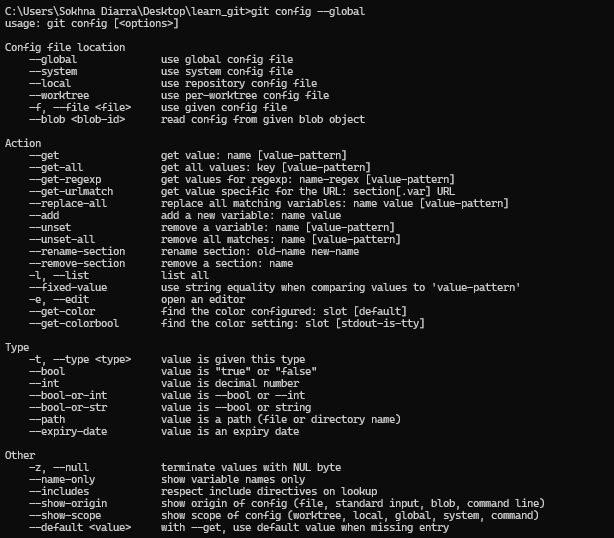 C:\Users\Sokhna Diarra\Desktop\learn_git>git config --global
usage: git config [<options>]

Config file location
    --global              use global config file
    --system              use system config file
    --local               use repository config file
    --worktree            use per-worktree config file
    -f, --file <file>     use given config file
    --blob <blob-id>      read config from given blob object

Action
    --get                 get value: name [value-pattern]
    --get-all             get all values: key [value-pattern]
    --get-regexp          get values for regexp: name-regex [value-pattern]
    --get-urlmatch        get value specific for the URL: section[.var] URL
    --replace-all         replace all matching variables: name value [value-pattern]
    --add                 add a new variable: name value
    --unset               remove a variable: name [value-pattern]
    --unset-all           remove all matches: name [value-pattern]
    --rename-section      rename section: old-name new-name
    --remove-section      remove a section: name
    -l, --list            list all
    --fixed-value         use string equality when comparing values to 'value-pattern'
    -e, --edit            open an editor
    --get-color           find the color configured: slot [default]
    --get-colorbool       find the color setting: slot [stdout-is-tty]

Type
    -t, --type <type>     value is given this type
    --bool                value is "true" or "false"
    --int                 value is decimal number
    --bool-or-int         value is --bool or --int
    --bool-or-str         value is --bool or string
    --path                value is a path (file or directory name)
    --expiry-date         value is an expiry date

Other
    -z, --null            terminate values with NUL byte
    --name-only           show variable names only
    --includes            respect include directives on lookup
    --show-origin         show origin of config (file, standard input, blob, command line)
    --show-scope          show scope of config (worktree, local, global, system, command)
    --default <value>     with --get, use default value when missing entry